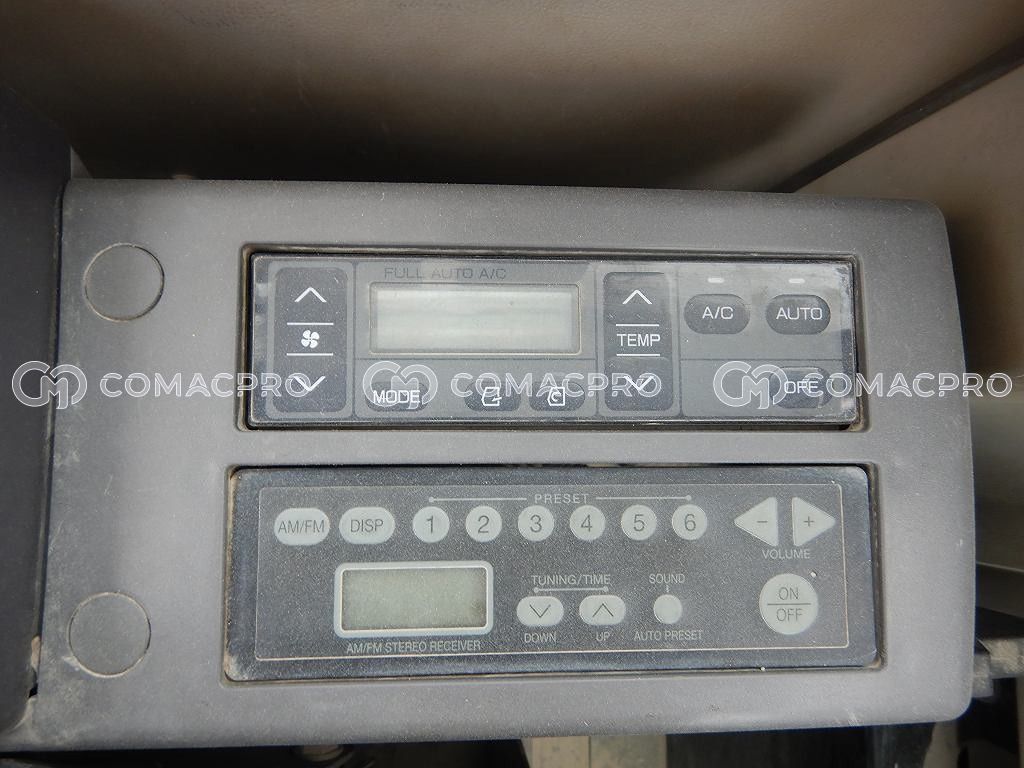 FULL AUTO A/C
TEMP
A/C
AUTO
MODE
OFF
COMACPRO COMACPRO COMACPRO
PRESET
AM/FM DISP 1 2 3 4 5 6 - +
VOLUME
TUNING/TIME SOUND
ON
OFF
DOWN UP AUTO PRESET
AM/FM STEREO RECEIVER